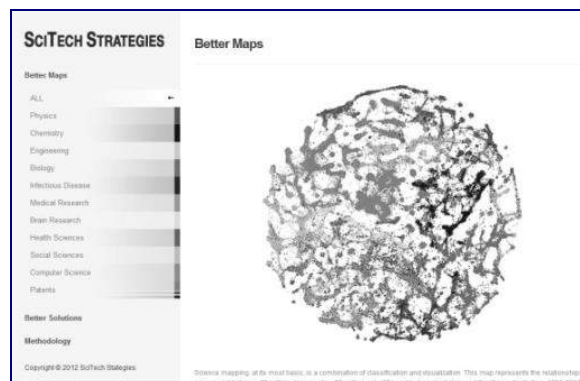 SCITECH STRATEGIES
Better Maps
Better Maps
ALL
Physics
Chemistry
Engineering
Biology
Infectious Disease
Medical Research
Brain Research
Health Sciences
Social Sciences
Computer Science
Patents
Better Solutions
Methodology
Copyright © 2012 SciTech Stategies
Science mapping, at its most basic, is a combination of classification and visualization. This map represents the relationship